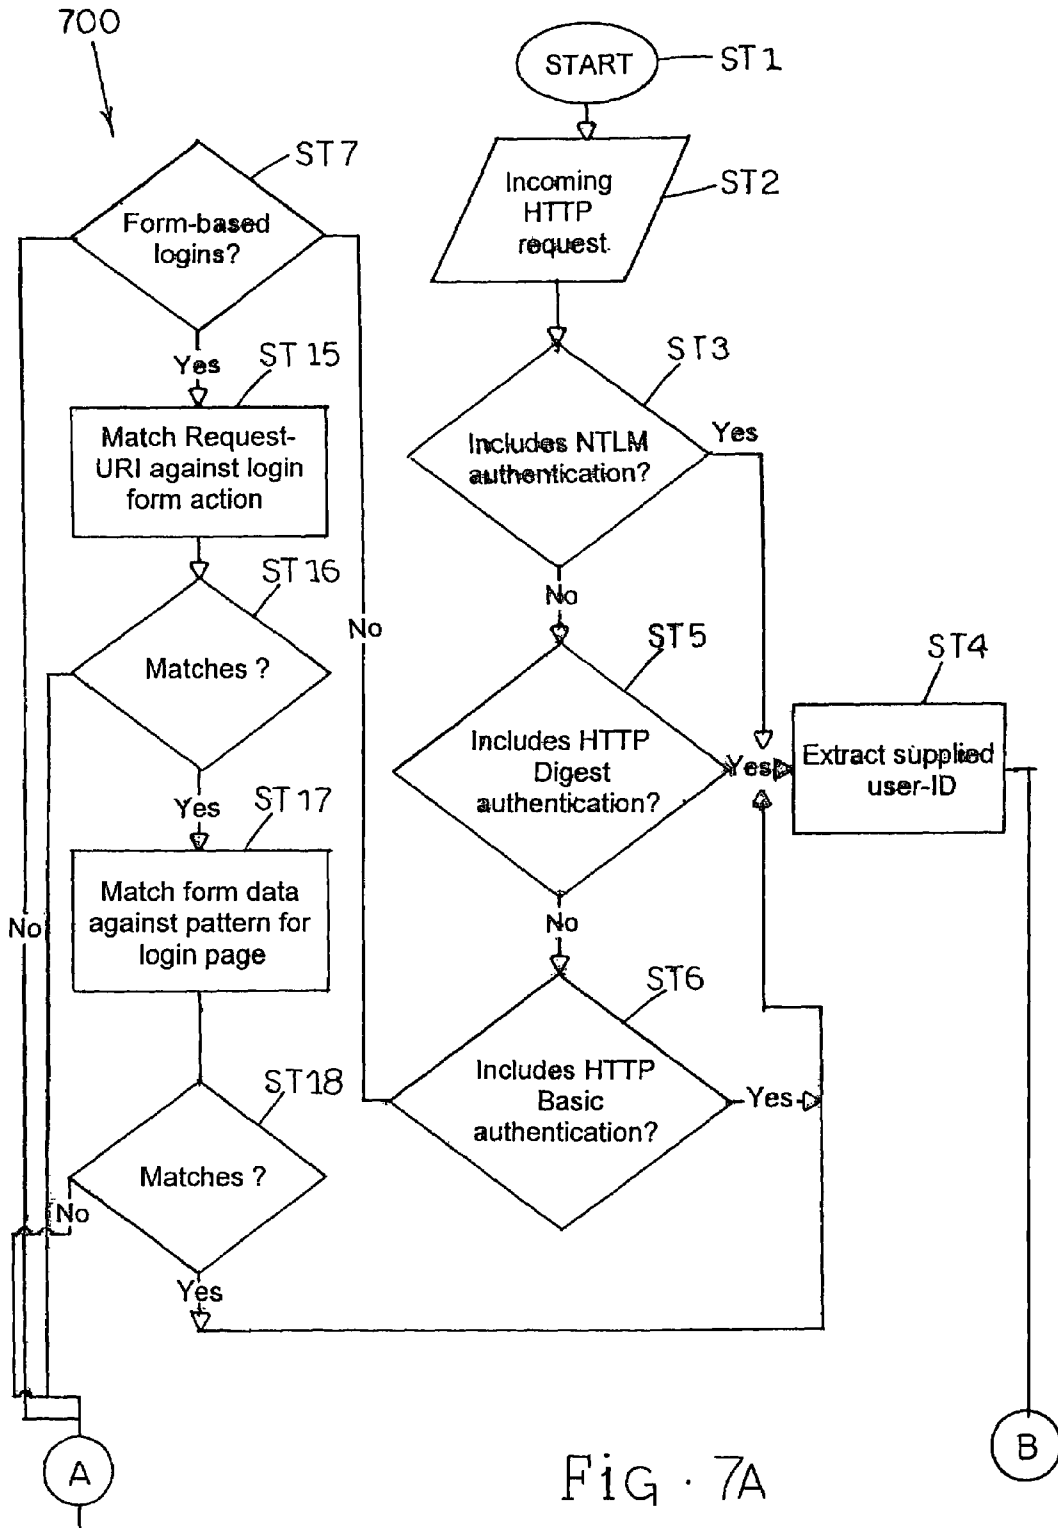 700
START
ST1
ST7
Incoming
HTTP
request
ST2
Form-based
logins?
Yes
ST15
ST3
Match Request-
URI against login
form action
Includes NTLM
authentication?
Yes
ST16
No
No
ST5
ST4
Matches ?
Includes HTTP
Digest
authentication?
Yes
Extract supplied
user-ID
Yes
ST17
Match form data
against pattern for
login page
No
No
ST6
ST18
Includes HTTP
Basic
authentication?
Yes
Matches ?
No
Yes
A
B
FiG. 7A